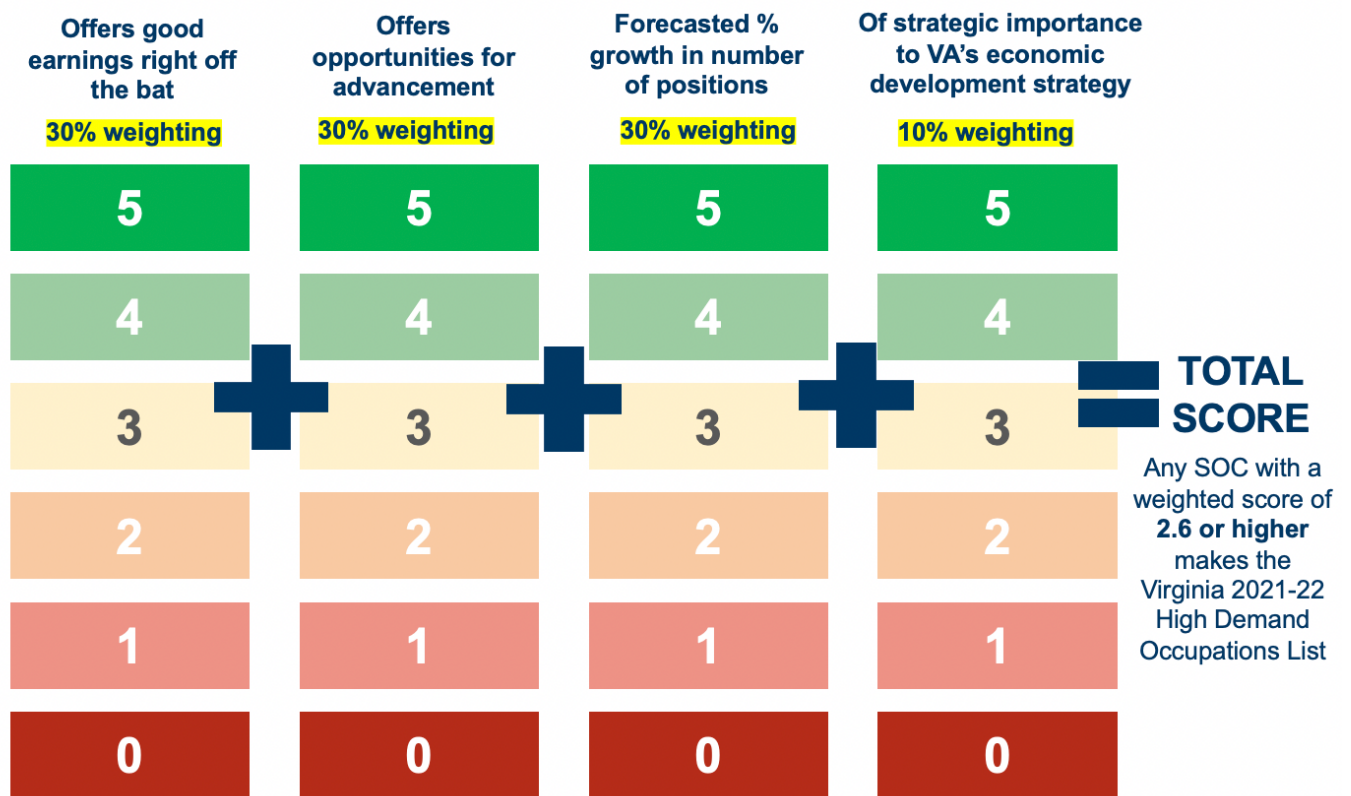 Offers good
earnings right off
the bat
30% weighting
5
4
3
2
1
0
Offers
opportunities for
advancement
30% weighting
5
4
3
2
1
0
Forecasted %
growth in number
of positions
30% weighting
5
4
3
2
1
0
Of strategic importance
to VA’s economic
development strategy
10% weighting
5
4
3
2
1
0
TOTAL
SCORE
Any SOC with a
weighted score of
2.6 or higher
makes the
Virginia 2021-22
High Demand
Occupations List